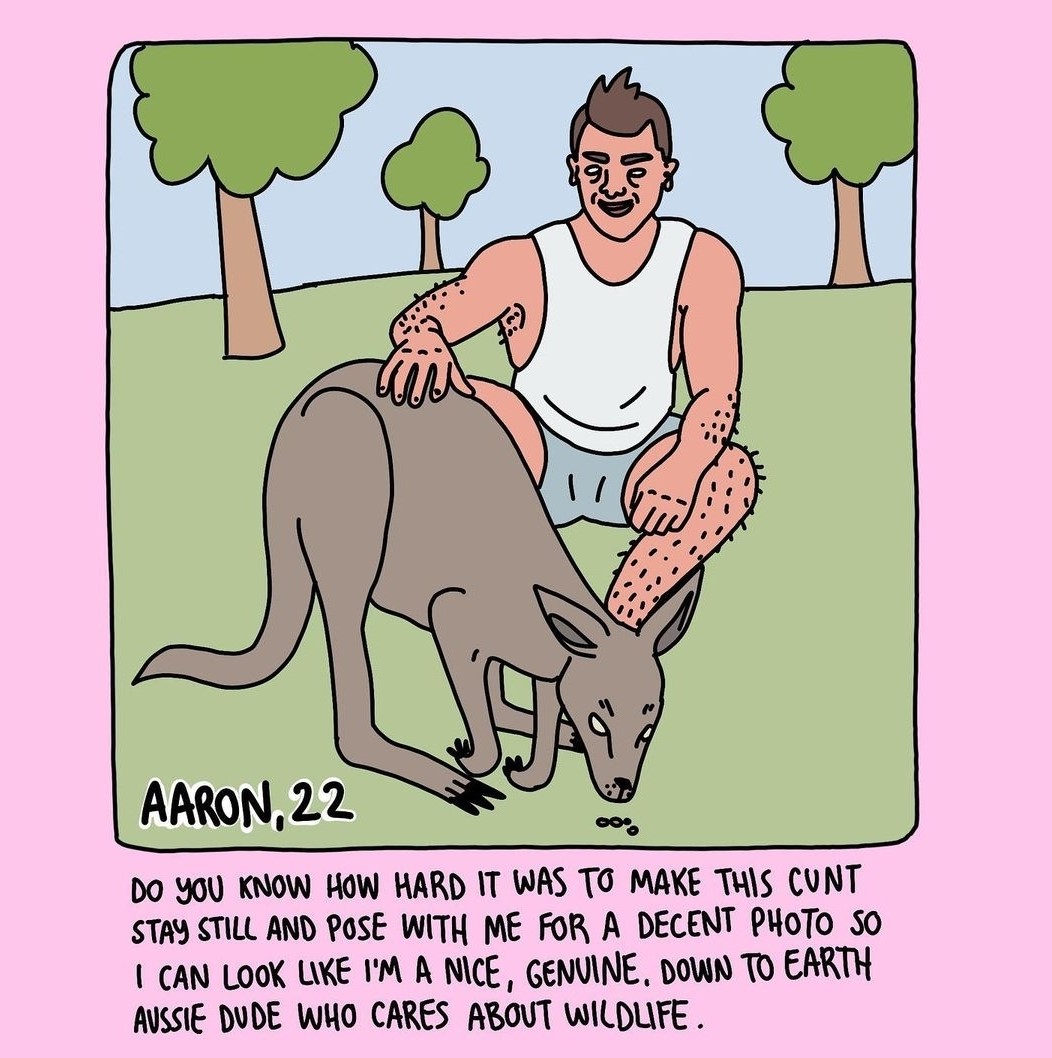 AARON, 22
DO YOU KNOW HOW HARD IT WAS TO MAKE THIS CUNT
STAY STILL AND POSE WITH ME FOR A DECENT PHOTO SO
I CAN LOOK LIKE I'M A NICE, GENUINE, DOWN TO EARTH
AUSSIE DUDE WHO CARES ABOUT WILDLIFE.